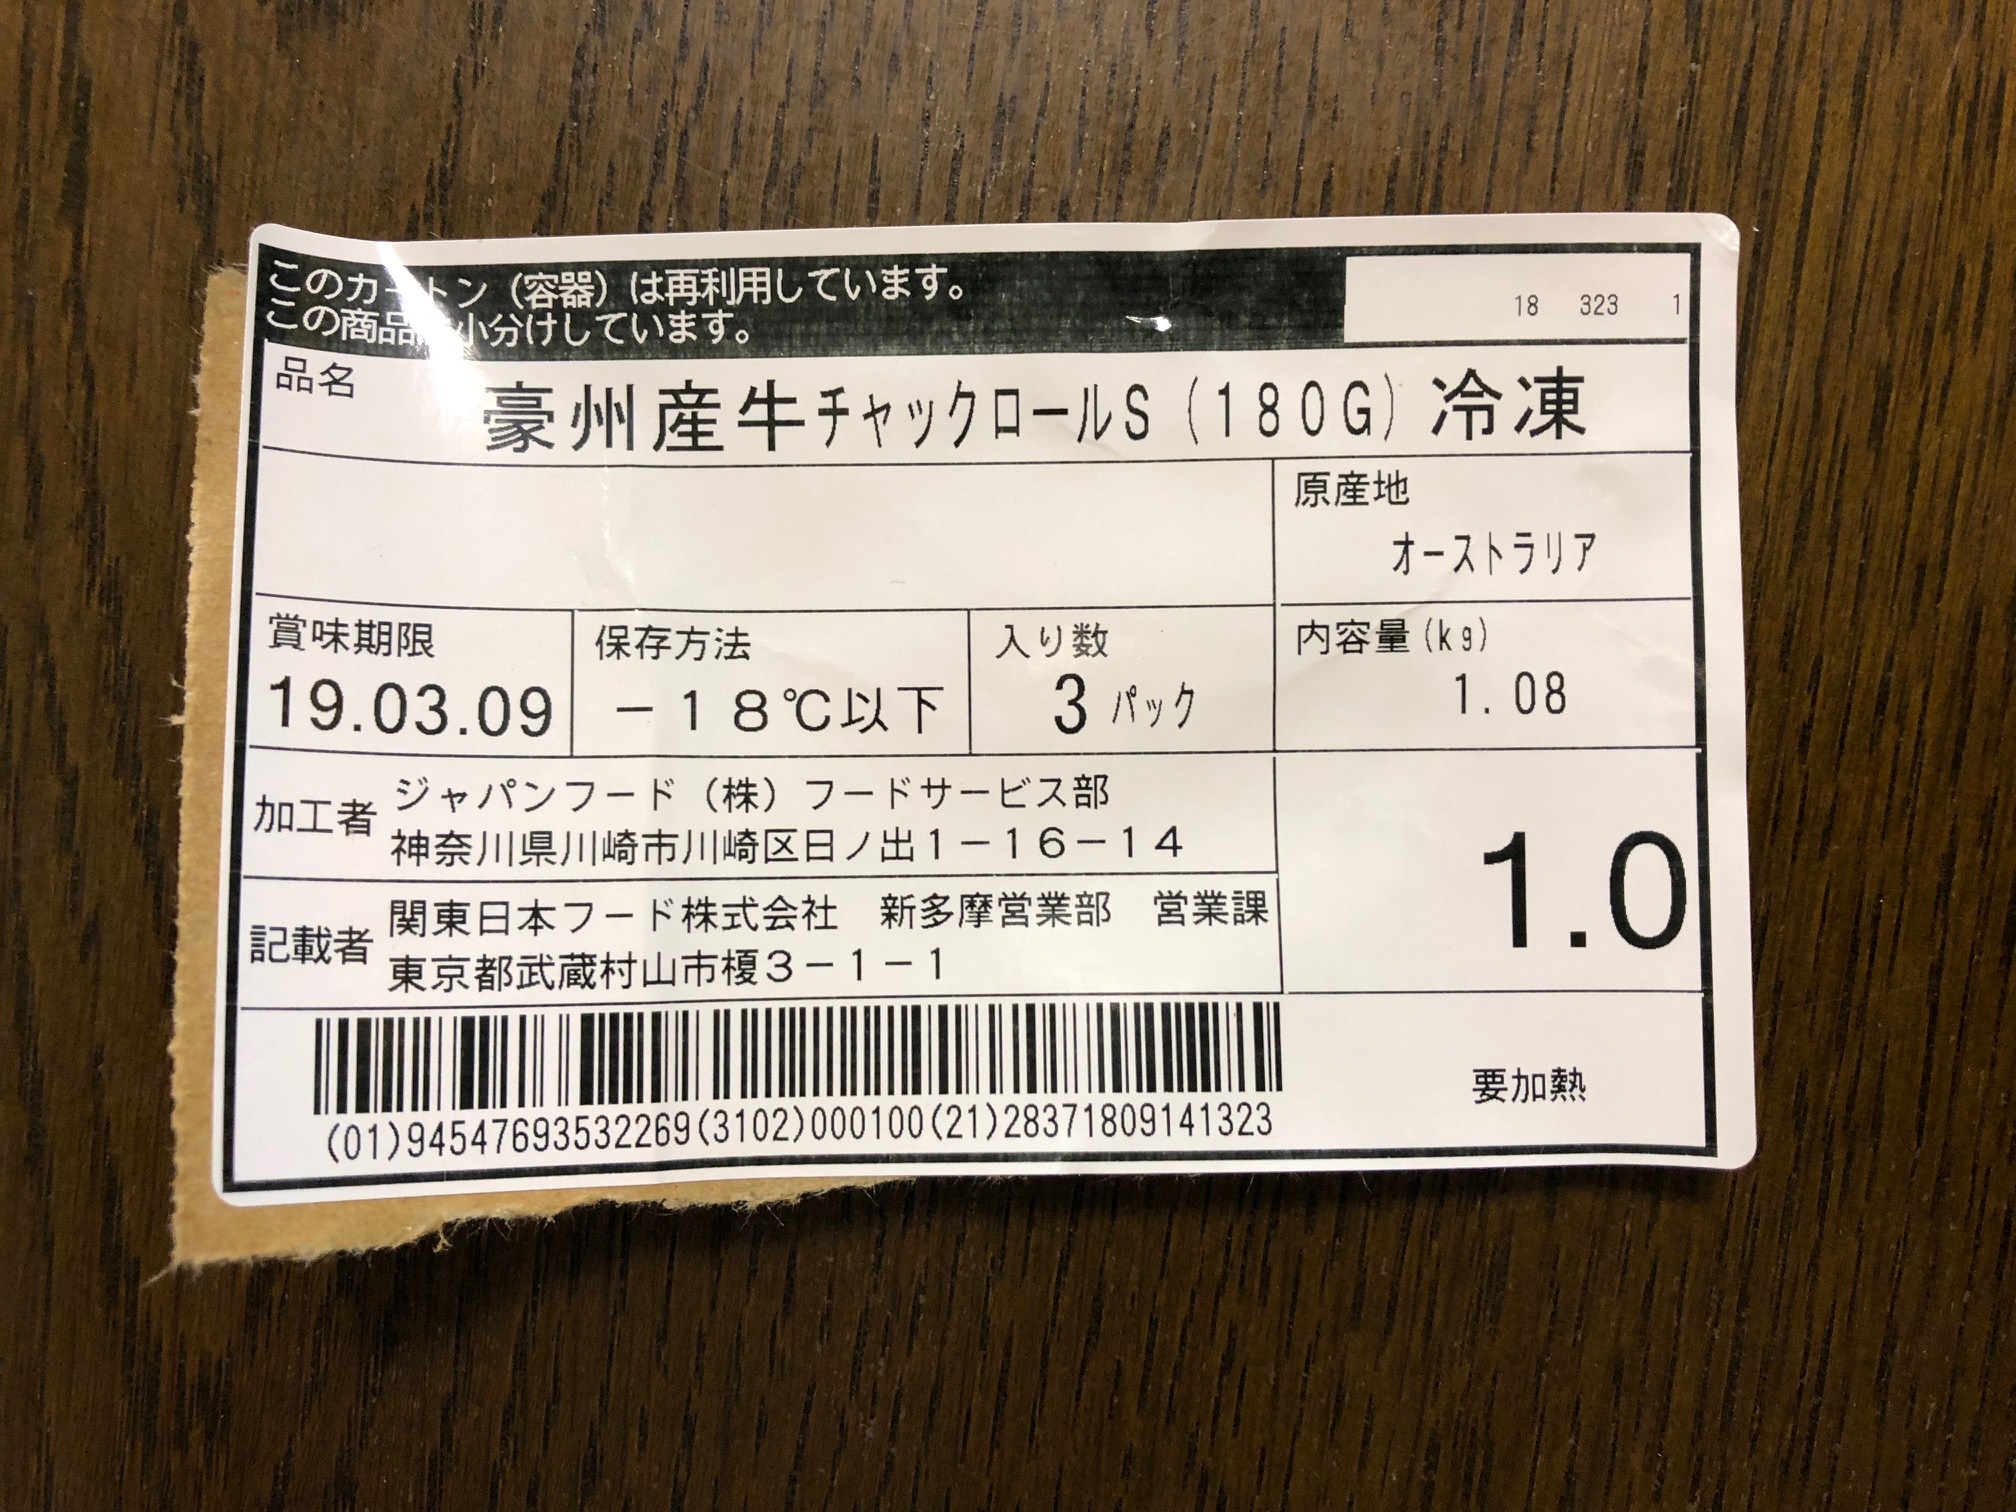 このカートン（容器）は再利用しています。
この商品は小分けしています。
18 323 1
品名
豪州産牛チャックロールS（180G）冷凍
原産地
オーストラリア
賞味期限
19.03.09
保存方法
－18℃以下
入り数
3 パック
内容量(kg)
1.08
加工者
ジャパンフード（株）フードサービス部
神奈川県川崎市川崎区日ノ出1－16－14
1.0
記載者
関東日本フード株式会社　新多摩営業部　営業課
東京都武蔵村山市榎3－1－1
(01)94547693532269(3102)000100(21)28371809141323
要加熱